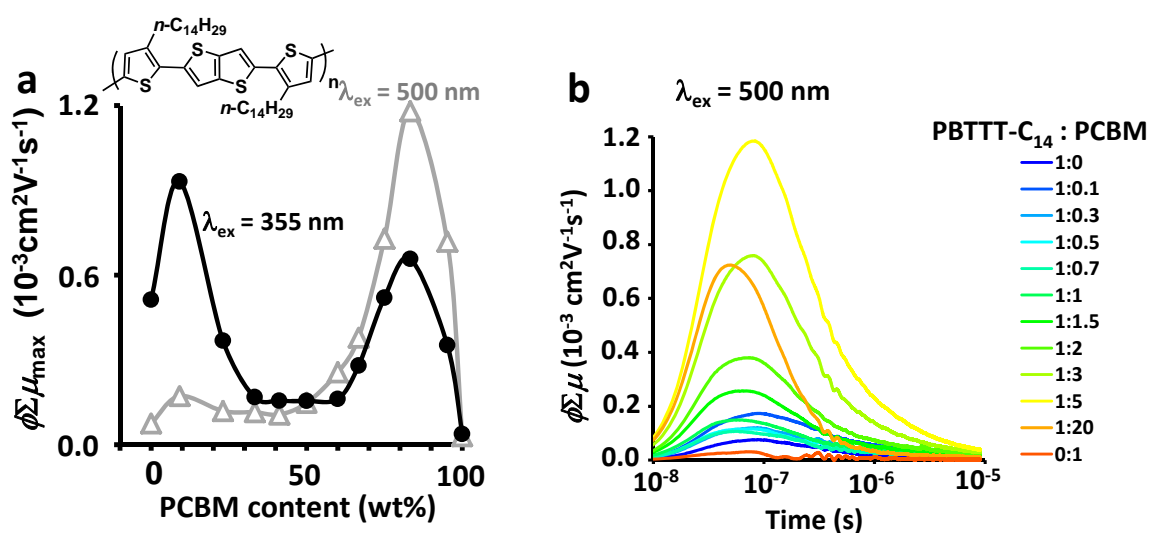 n-C₁₄H₂₉
S
S
S
S
n
n-C₁₄H₂₉
a
λex = 500 nm
1.2
0.6
0.0
λex = 355 nm
ϕΣμmax (10⁻³cm²V⁻¹s⁻¹)
0
50
100
PCBM content (wt%)
b
λex = 500 nm
1.2
1.0
0.8
0.6
0.4
0.2
0.0
ϕΣμ (10⁻³ cm²V⁻¹s⁻¹)
10⁻⁸
10⁻⁷
10⁻⁶
10⁻⁵
Time (s)
PBTTT-C₁₄ : PCBM
1:0
1:0.1
1:0.3
1:0.5
1:0.7
1:1
1:1.5
1:2
1:3
1:5
1:20
0:1